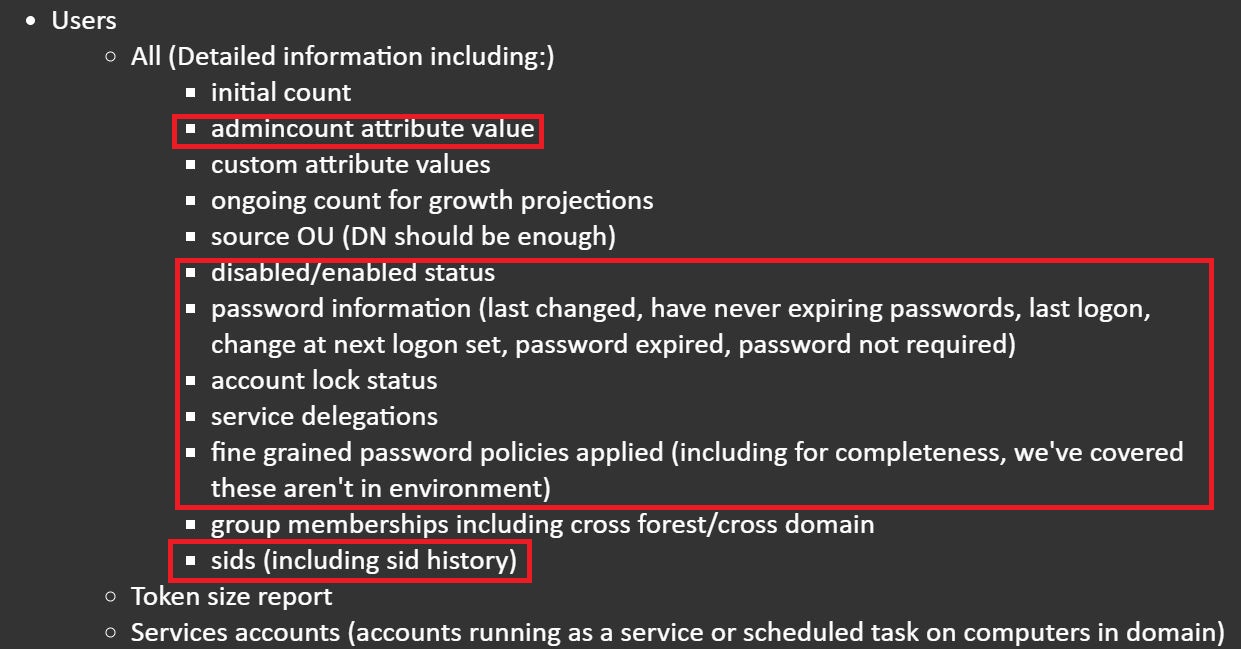 Users
All (Detailed information including:)
initial count
admincount attribute value
custom attribute values
ongoing count for growth projections
source OU (DN should be enough)
disabled/enabled status
password information (last changed, have never expiring passwords, last logon,
change at next logon set, password expired, password not required)
account lock status
service delegations
fine grained password policies applied (including for completeness, we've covered
these aren't in environment)
group memberships including cross forest/cross domain
sids (including sid history)
Token size report
Services accounts (accounts running as a service or scheduled task on computers in domain)